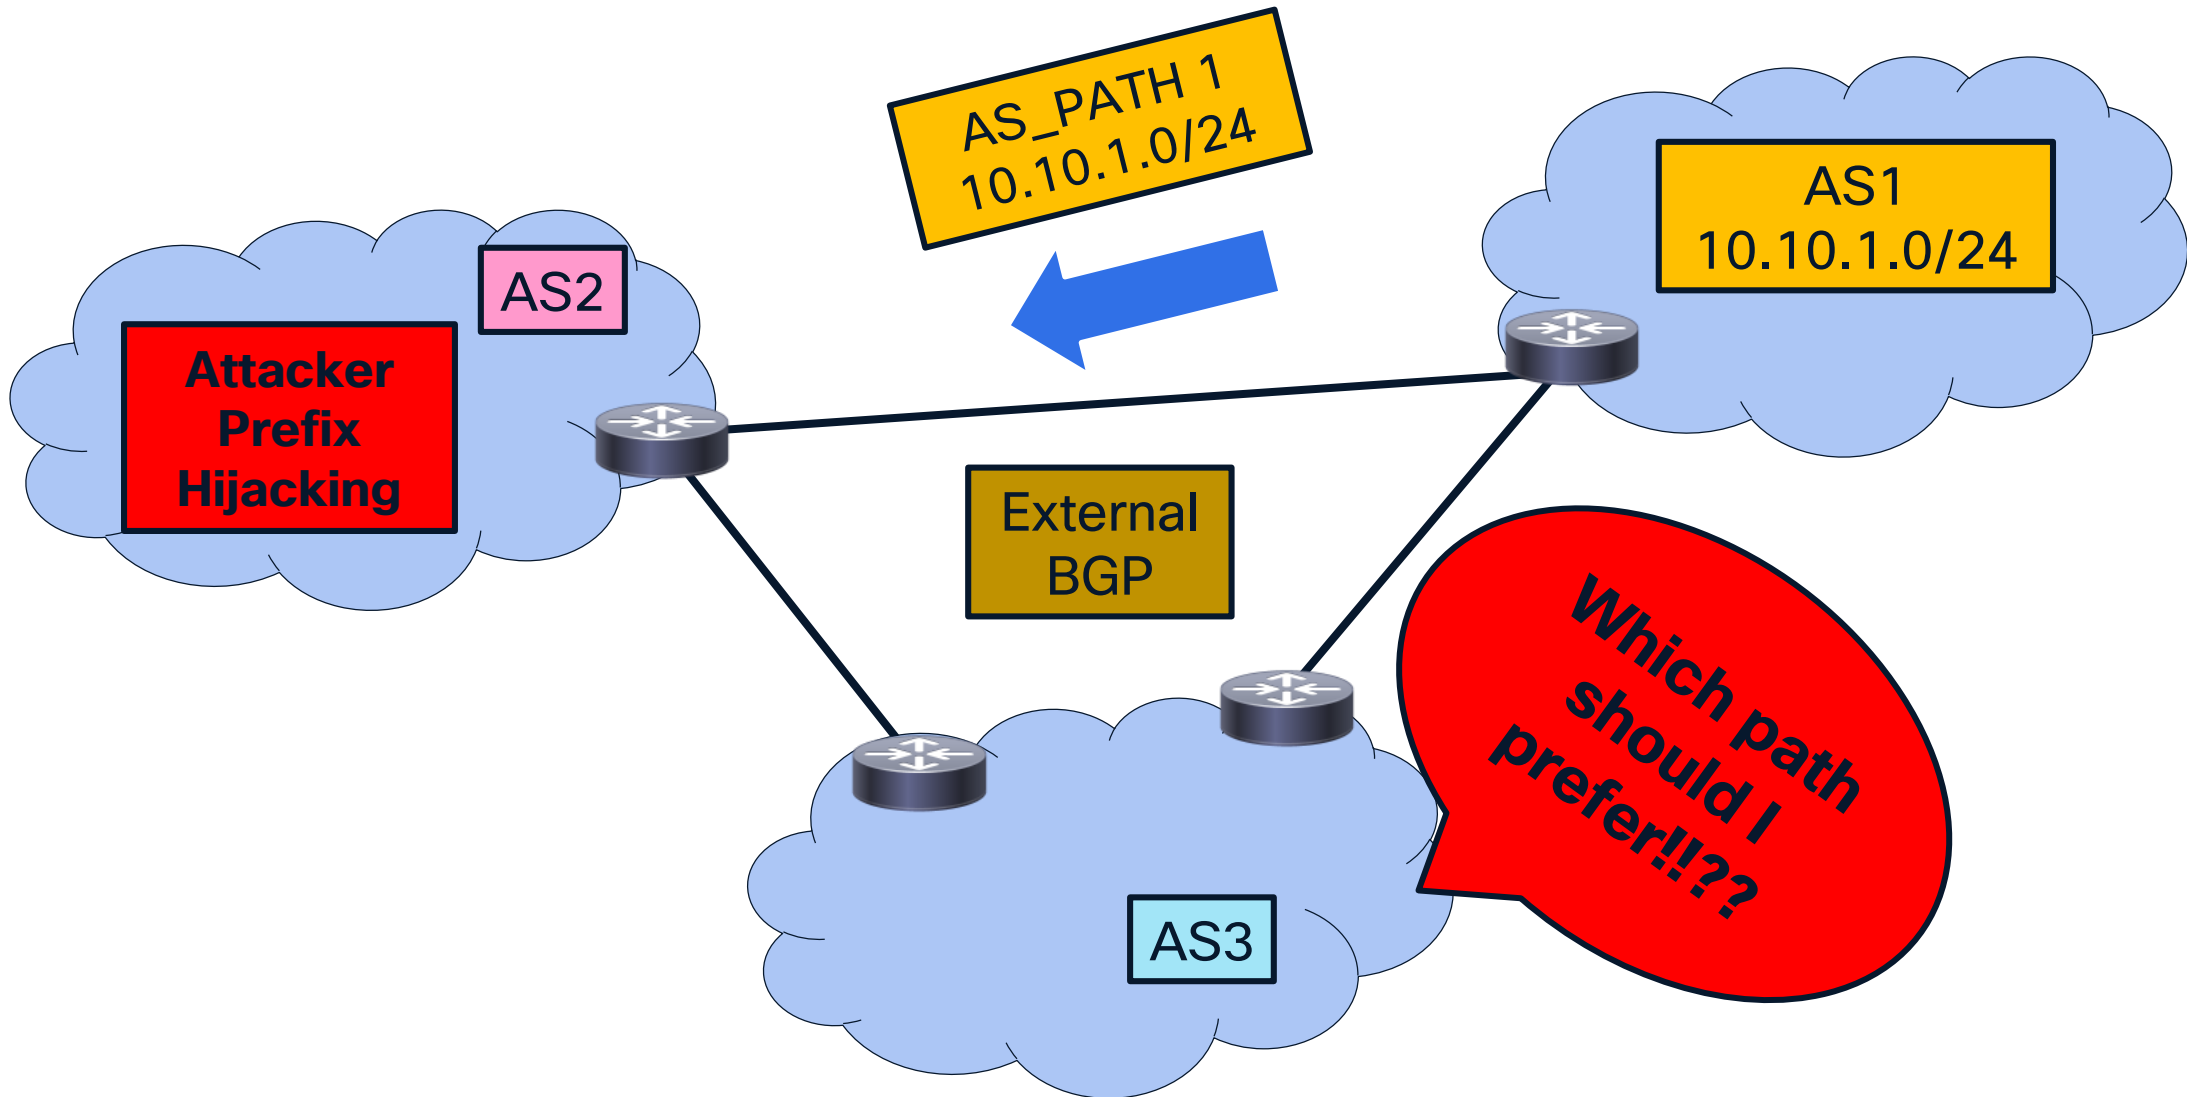 AS_PATH 1
10.10.1.0/24
AS1
10.10.1.0/24
AS2
Attacker
Prefix
Hijacking
External
BGP
Which path
should I
prefer!!??
AS3